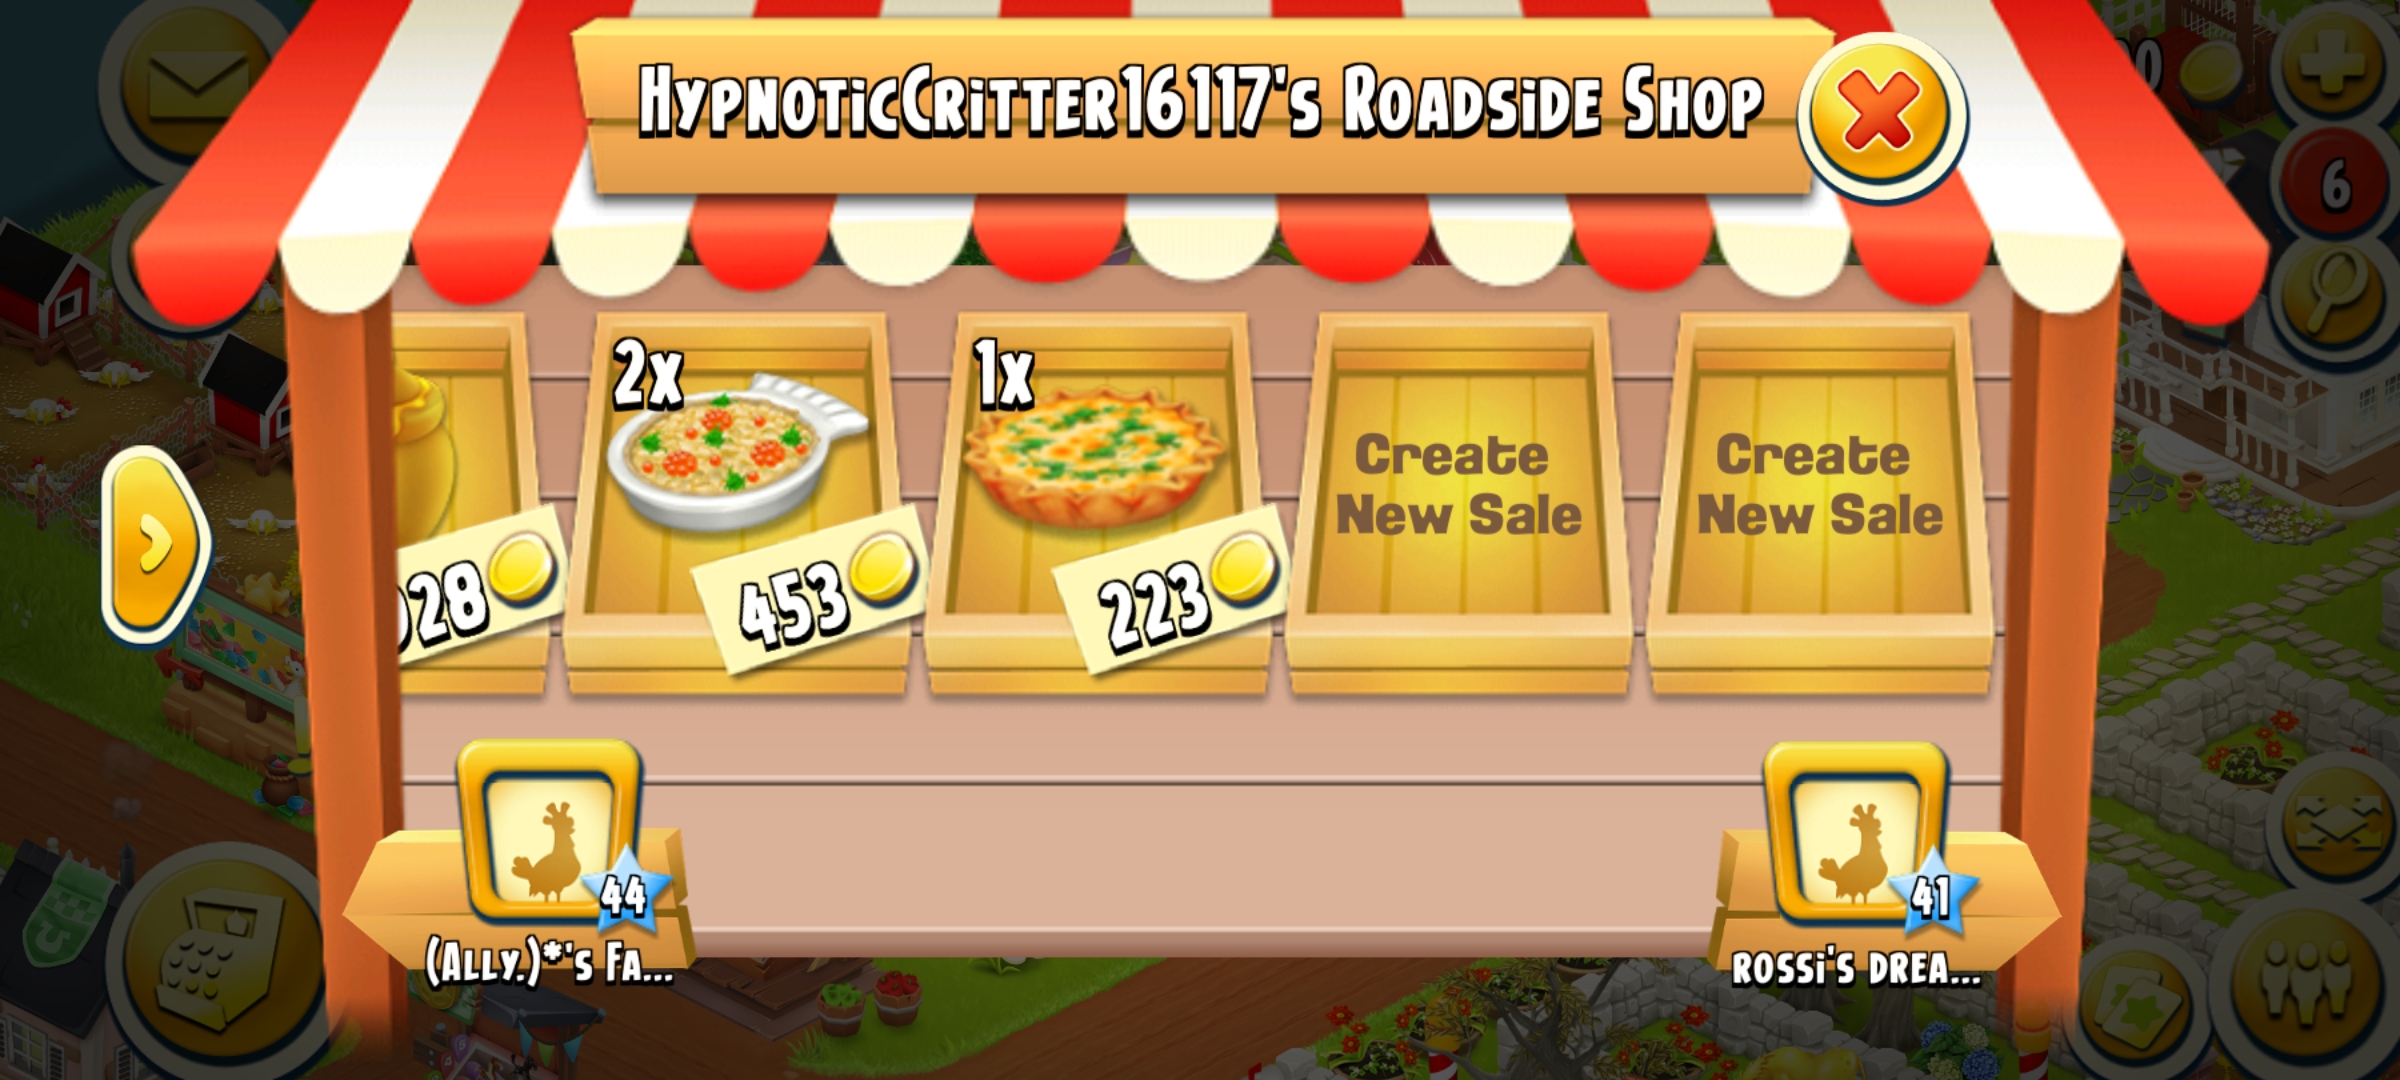 HypnoticCritter16117's Roadside Shop
6
2x
1x
28
453
223
Create
New Sale
Create
New Sale
44
(Ally.)*'s Fa...
41
ROSSi'S DREA...